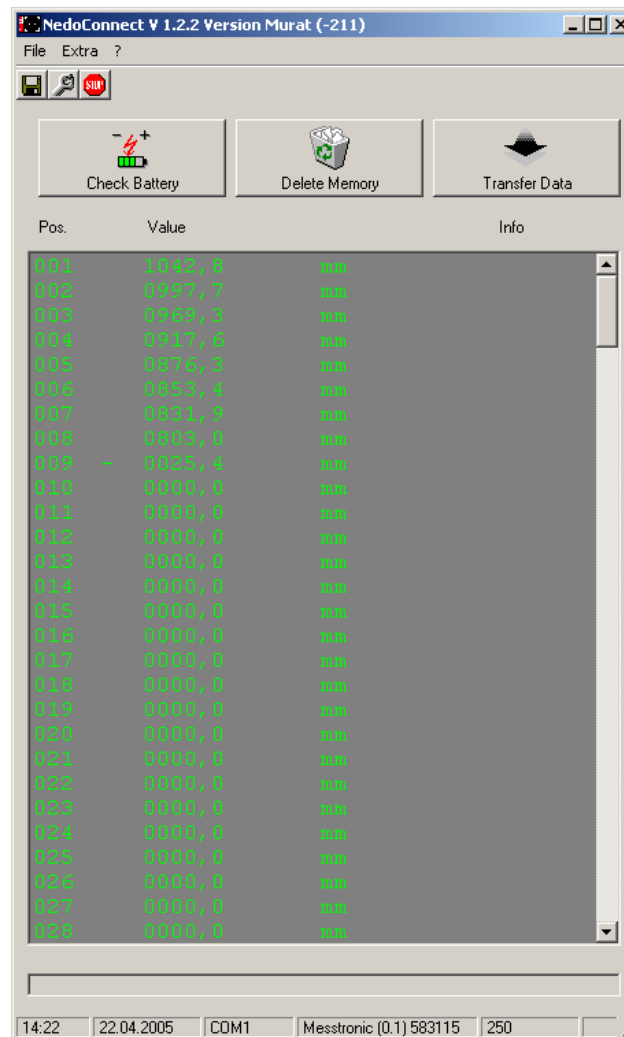 NedoConnect V 1.2.2 Version Murat (-211)
File Extra ?
STOP
Check Battery Delete Memory Transfer Data
Pos. Value Info
001 1042,8 mm
002 0997,7 mm
003 0969,3 mm
004 0917,6 mm
005 0876,3 mm
006 0853,4 mm
007 0831,9 mm
008 0803,0 mm
009 - 0025,4 mm
010 0000,0 mm
011 0000,0 mm
012 0000,0 mm
013 0000,0 mm
014 0000,0 mm
015 0000,0 mm
016 0000,0 mm
017 0000,0 mm
018 0000,0 mm
019 0000,0 mm
020 0000,0 mm
021 0000,0 mm
022 0000,0 mm
023 0000,0 mm
024 0000,0 mm
025 0000,0 mm
026 0000,0 mm
027 0000,0 mm
028 0000,0 mm
14:22 22.04.2005 COM1 Messtronic (0.1) 583115 250